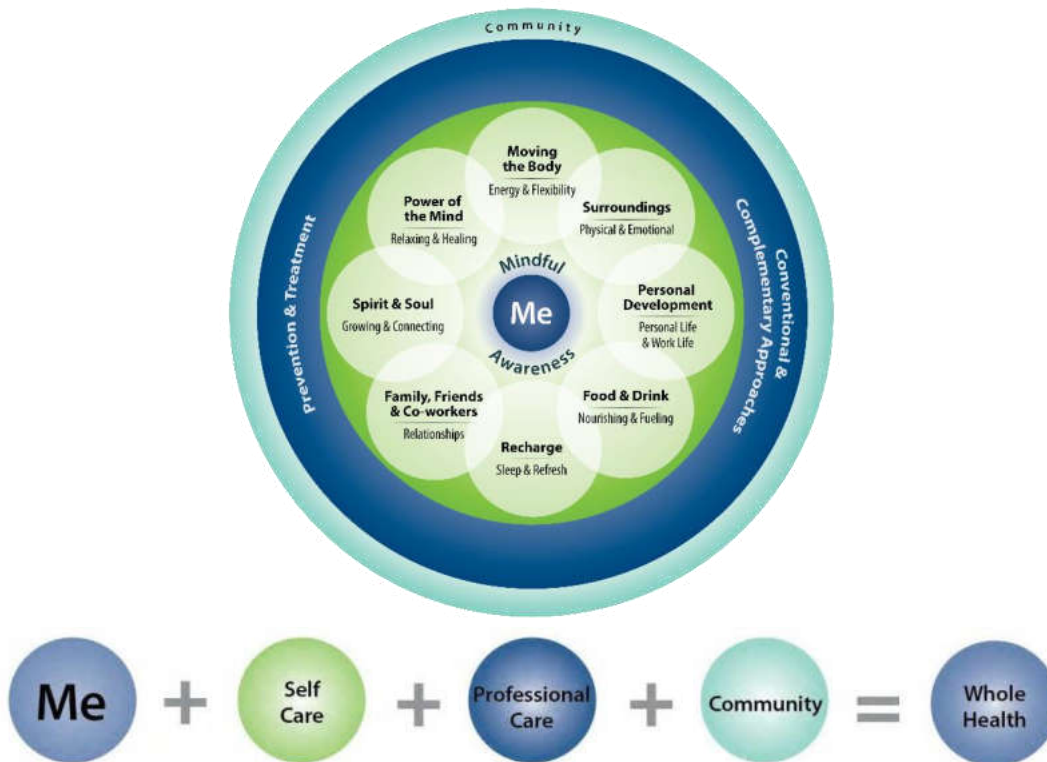 Community
Prevention & Treatment
Conventional &
Complementary Approaches
Moving
the Body
Energy & Flexibility
Surroundings
Physical & Emotional
Personal
Development
Personal Life
& Work Life
Food & Drink
Nourishing & Fueling
Recharge
Sleep & Refresh
Family, Friends
& Co-workers
Relationships
Spirit & Soul
Growing & Connecting
Power of
the Mind
Relaxing & Healing
Mindful
Me
Awareness
Me + Self Care + Professional Care + Community = Whole Health